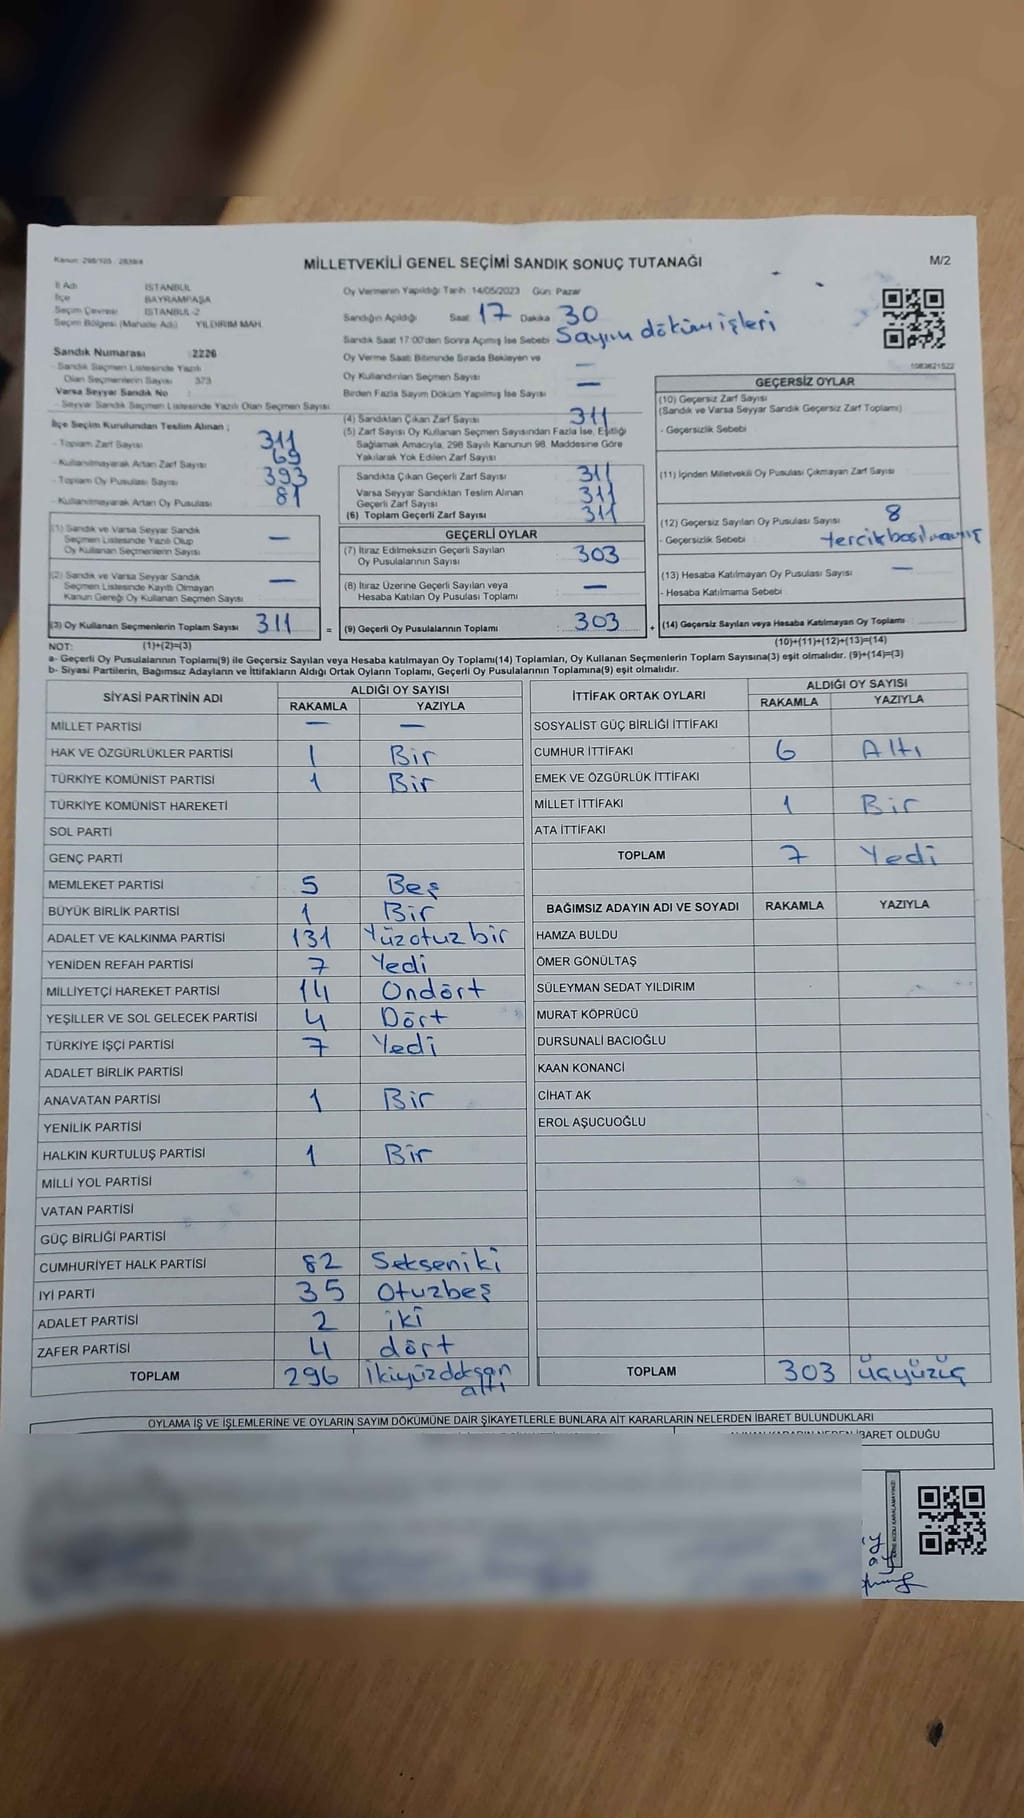 Kanun: 298/105 - 2839/4
MİLLETVEKİLİ GENEL SEÇİMİ SANDIK SONUÇ TUTANAĞI
M/2
İl Adı İSTANBUL
İlçe BAYRAMPAŞA
Seçim Çevresi İSTANBUL-2
Seçim Bölgesi (Mahalle Adı) YILDIRIM MAH.
Sandık Numarası :2226
Sandık Seçmen Listesinde Yazılı
Olan Seçmenlerin Sayısı 373
Varsa Seyyar Sandık No :
- Seyyar Sandık Seçmen Listesinde Yazılı Olan Seçmen Sayısı:
İlçe Seçim Kurulundan Teslim Alınan ;
- Toplam Zarf Sayısı 311
- Kullanılmayarak Artan Zarf Sayısı 69
- Toplam Oy Pusulası Sayısı 393
- Kullanılmayarak Artan Oy Pusulası 81
(1) Sandık ve Varsa Seyyar Sandık
Seçmen Listesinde Yazılı Olup
Oy Kullanan Seçmenlerin Sayısı —
(2) Sandık ve Varsa Seyyar Sandık
Seçmen Listesinde Kayıtlı Olmayan
Kanun Gereği Oy Kullanan Seçmen Sayısı —
(3) Oy Kullanan Seçmenlerin Toplam Sayısı 311 =
Oy Vermenin Yapıldığı Tarih 14/05/2023 Gün: Pazar
Sandığın Açıldığı Saat 17 Dakika 30
Sandık Saat 17:00'den Sonra Açılmış İse Sebebi Sayım döküm işleri
Oy Verme Saati Bitiminde Sırada Bekleyen ve
Oy Kullandırılan Seçmen Sayısı —
Birden Fazla Sayım Döküm Yapılmış İse Sayısı —
(4) Sandıktan Çıkan Zarf Sayısı 311
(5) Zarf Sayısı Oy Kullanan Seçmen Sayısından Fazla İse, Eşitliği
Sağlamak Amacıyla, 298 Sayılı Kanunun 98. Maddesine Göre
Yakılarak Yok Edilen Zarf Sayısı
Sandıkta Çıkan Geçerli Zarf Sayısı 311
Varsa Seyyar Sandıktan Teslim Alınan
Geçerli Zarf Sayısı 311
(6) Toplam Geçerli Zarf Sayısı 311
GEÇERLİ OYLAR
(7) İtiraz Edilmeksizin Geçerli Sayılan
Oy Pusulalarının Sayısı 303
(8) İtiraz Üzerine Geçerli Sayılan veya
Hesaba Katılan Oy Pusulası Toplamı —
(9) Geçerli Oy Pusulalarının Toplamı 303 +
1083621522
GEÇERSİZ OYLAR
(10) Geçersiz Zarf Sayısı
(Sandık ve Varsa Seyyar Sandık Geçersiz Zarf Toplamı)
- Geçersizlik Sebebi
(11) İçinden Milletvekili Oy Pusulası Çıkmayan Zarf Sayısı
(12) Geçersiz Sayılan Oy Pusulası Sayısı 8
- Geçersizlik Sebebi tercik basılmamış
(13) Hesaba Katılmayan Oy Pusulası Sayısı —
- Hesaba Katılmama Sebebi
(14) Geçersiz Sayılan veya Hesaba Katılmayan Oy Toplamı
NOT: (1)+(2)=(3) (10)+(11)+(12)+(13)=(14)
a- Geçerli Oy Pusulalarının Toplamı(9) ile Geçersiz Sayılan veya Hesaba katılmayan Oy Toplamı(14) Toplamları, Oy Kullanan Seçmenlerin Toplam Sayısına(3) eşit olmalıdır. (9)+(14)=(3)
b- Siyasi Partilerin, Bağımsız Adayların ve İttifakların Aldığı Ortak Oyların Toplamı, Geçerli Oy Pusulalarının Toplamına(9) eşit olmalıdır.
SİYASİ PARTİNİN ADI ALDIĞI OY SAYISI
RAKAMLA YAZIYLA
MİLLET PARTİSİ — —
HAK VE ÖZGÜRLÜKLER PARTİSİ 1 Bir
TÜRKİYE KOMÜNİST PARTİSİ 1 Bir
TÜRKİYE KOMÜNİST HAREKETİ
SOL PARTİ
GENÇ PARTİ
MEMLEKET PARTİSİ 5 Beş
BÜYÜK BİRLİK PARTİSİ 1 Bir
ADALET VE KALKINMA PARTİSİ 131 Yüzotuz bir
YENİDEN REFAH PARTİSİ 7 Yedi
MİLLİYETÇİ HAREKET PARTİSİ 14 Ondört
YEŞİLLER VE SOL GELECEK PARTİSİ 4 Dört
TÜRKİYE İŞÇİ PARTİSİ 7 Yedi
ADALET BİRLİK PARTİSİ
ANAVATAN PARTİSİ 1 Bir
YENİLİK PARTİSİ
HALKIN KURTULUŞ PARTİSİ 1 Bir
MİLLİ YOL PARTİSİ
VATAN PARTİSİ
GÜÇ BİRLİĞİ PARTİSİ
CUMHURİYET HALK PARTİSİ 82 Sekseniki
İYİ PARTİ 35 Otuzbeş
ADALET PARTİSİ 2 iki
ZAFER PARTİSİ 4 dört
TOPLAM 296 İkiyüzdoksan
altı
İTTİFAK ORTAK OYLARI ALDIĞI OY SAYISI
RAKAMLA YAZIYLA
SOSYALİST GÜÇ BİRLİĞİ İTTİFAKI
CUMHUR İTTİFAKI 6 Altı
EMEK VE ÖZGÜRLÜK İTTİFAKI
MİLLET İTTİFAKI 1 Bir
ATA İTTİFAKI
TOPLAM 7 Yedi
BAĞIMSIZ ADAYIN ADI VE SOYADI RAKAMLA YAZIYLA
HAMZA BULDU
ÖMER GÖNÜLTAŞ
SÜLEYMAN SEDAT YILDIRIM
MURAT KÖPRÜCÜ
DURSUNALİ BACIOĞLU
KAAN KONANCİ
CİHAT AK
EROL AŞUCUOĞLU
TOPLAM 303 üçyüzüç
OYLAMA İŞ VE İŞLEMLERİNE VE OYLARIN SAYIM DÖKÜMÜNE DAİR ŞİKAYETLERLE BUNLARA AİT KARARLARIN NELERDEN İBARET BULUNDUKLARI
İBARET OLDUĞU